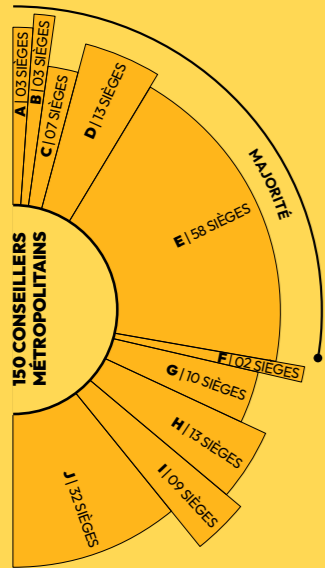 A | 03 SIÈGES
B | 03 SIÈGES
C | 07 SIÈGES
D | 13 SIÈGES
E | 58 SIÈGES
MAJORITÉ
F | 02 SIÈGES
G | 10 SIÈGES
H | 13 SIÈGES
I | 09 SIÈGES
J | 32 SIÈGES
150 CONSEILLERS
MÉTROPOLITAINS